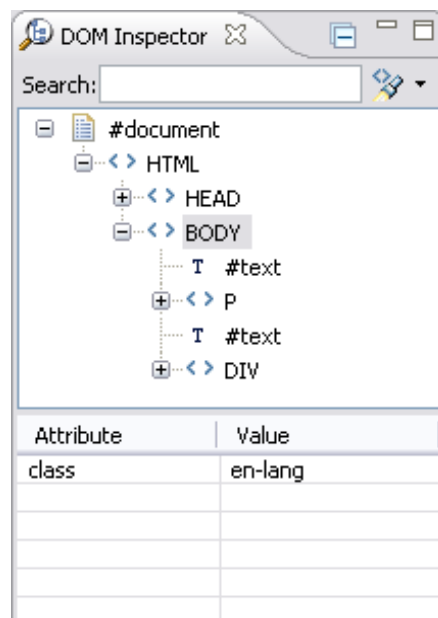 DOM Inspector
Search:
#document
HTML
HEAD
BODY
T #text
P
T #text
DIV
Attribute Value
class en-lang